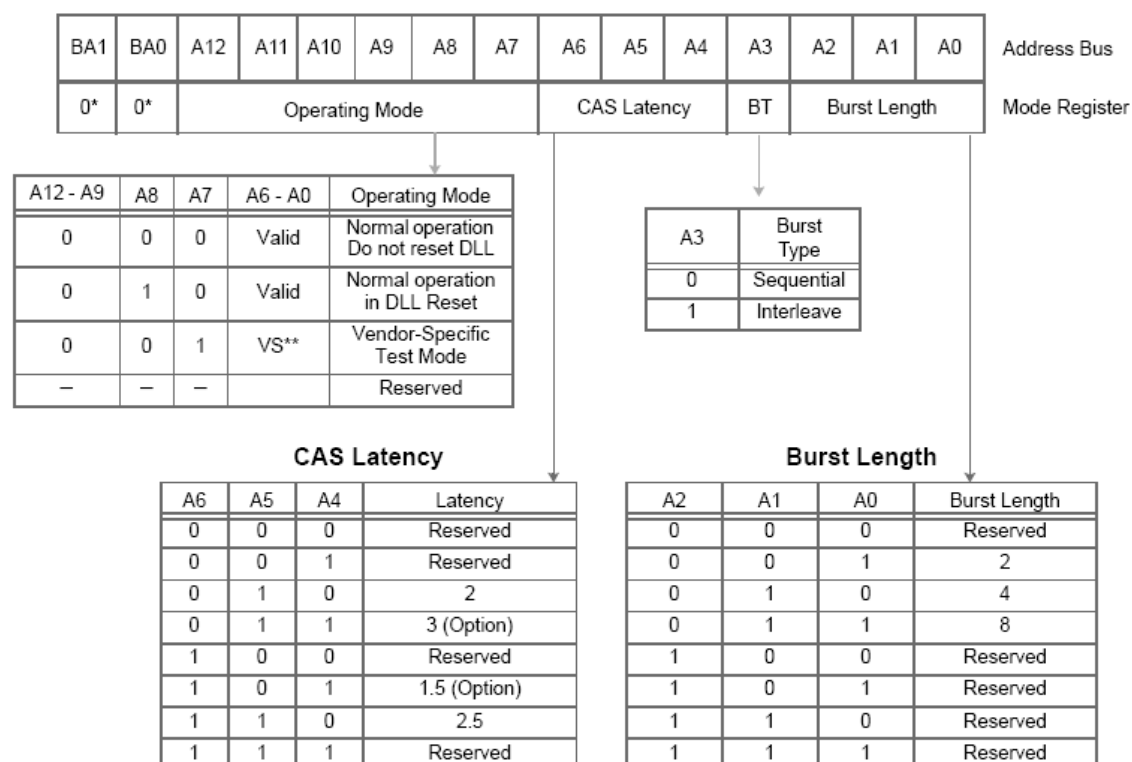 BA1 BA0 A12 A11 A10 A9 A8 A7 A6 A5 A4 A3 A2 A1 A0 Address Bus
0* 0* Operating Mode CAS Latency BT Burst Length Mode Register
A12 - A9 A8 A7 A6 - A0 Operating Mode
0 0 0 Valid Normal operation
Do not reset DLL
0 1 0 Valid Normal operation
in DLL Reset
0 0 1 VS** Vendor-Specific
Test Mode
– – – Reserved
A3 Burst
Type
0 Sequential
1 Interleave
CAS Latency
A6 A5 A4 Latency
0 0 0 Reserved
0 0 1 Reserved
0 1 0 2
0 1 1 3 (Option)
1 0 0 Reserved
1 0 1 1.5 (Option)
1 1 0 2.5
1 1 1 Reserved
Burst Length
A2 A1 A0 Burst Length
0 0 0 Reserved
0 0 1 2
0 1 0 4
0 1 1 8
1 0 0 Reserved
1 0 1 Reserved
1 1 0 Reserved
1 1 1 Reserved